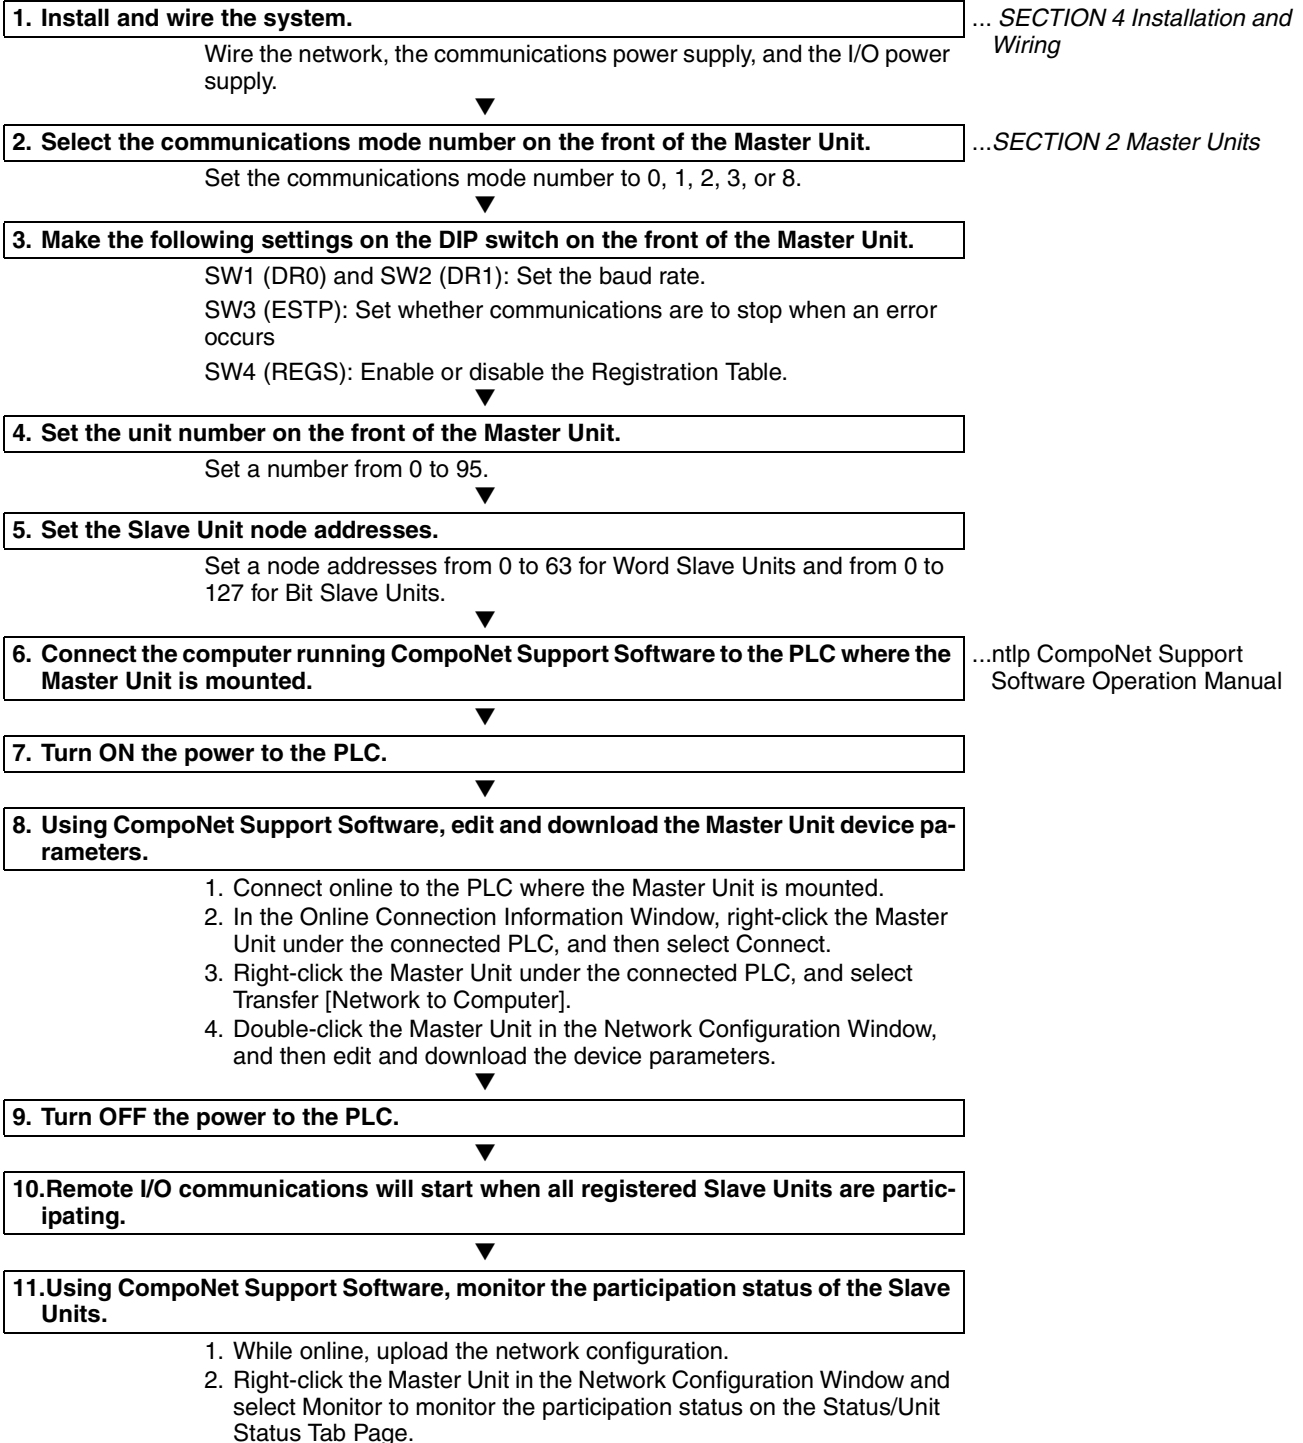 1. Install and wire the system.
... SECTION 4 Installation and
Wiring
Wire the network, the communications power supply, and the I/O power
supply.
2. Select the communications mode number on the front of the Master Unit.
...SECTION 2 Master Units
Set the communications mode number to 0, 1, 2, 3, or 8.
3. Make the following settings on the DIP switch on the front of the Master Unit.
SW1 (DR0) and SW2 (DR1): Set the baud rate.
SW3 (ESTP): Set whether communications are to stop when an error
occurs
SW4 (REGS): Enable or disable the Registration Table.
4. Set the unit number on the front of the Master Unit.
Set a number from 0 to 95.
5. Set the Slave Unit node addresses.
Set a node addresses from 0 to 63 for Word Slave Units and from 0 to
127 for Bit Slave Units.
6. Connect the computer running CompoNet Support Software to the PLC where the
Master Unit is mounted.
...ntlp CompoNet Support
Software Operation Manual
7. Turn ON the power to the PLC.
8. Using CompoNet Support Software, edit and download the Master Unit device pa-
rameters.
1. Connect online to the PLC where the Master Unit is mounted.
2. In the Online Connection Information Window, right-click the Master
Unit under the connected PLC, and then select Connect.
3. Right-click the Master Unit under the connected PLC, and select
Transfer [Network to Computer].
4. Double-click the Master Unit in the Network Configuration Window,
and then edit and download the device parameters.
9. Turn OFF the power to the PLC.
10.Remote I/O communications will start when all registered Slave Units are partic-
ipating.
11.Using CompoNet Support Software, monitor the participation status of the Slave
Units.
1. While online, upload the network configuration.
2. Right-click the Master Unit in the Network Configuration Window and
select Monitor to monitor the participation status on the Status/Unit
Status Tab Page.